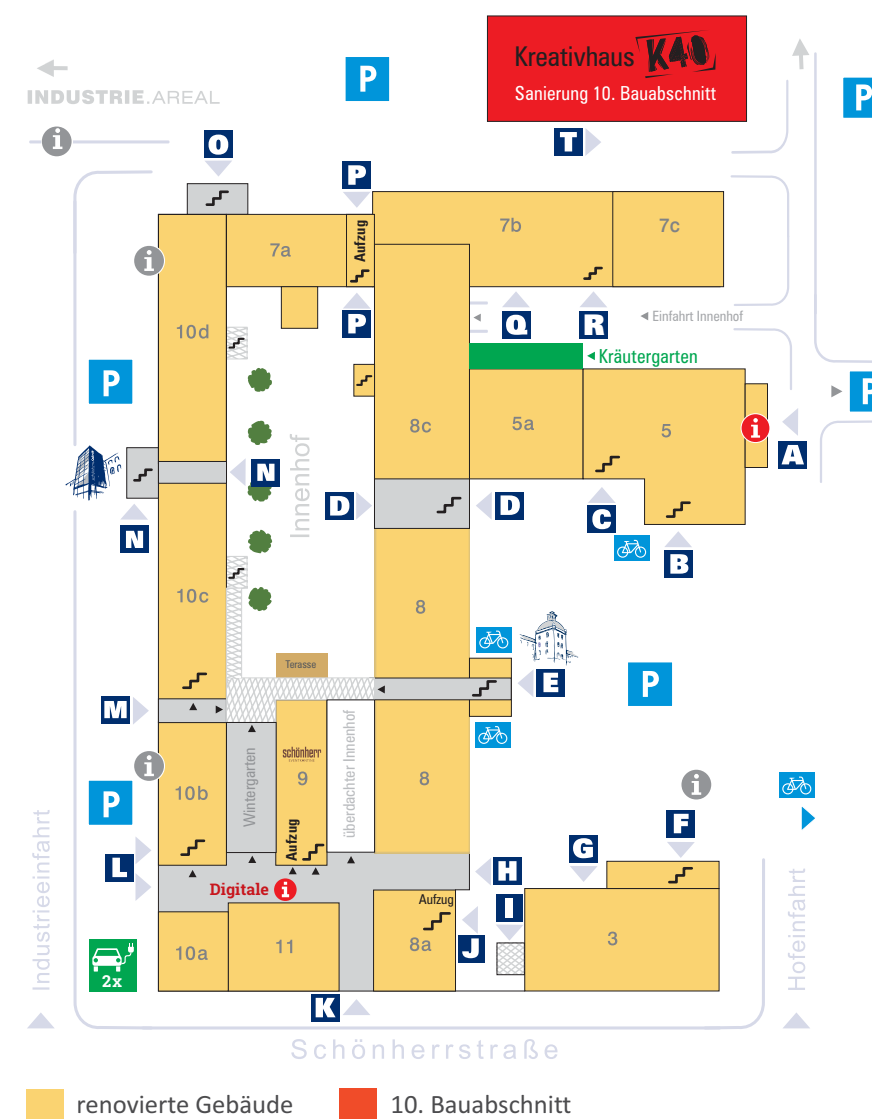 Kreativhaus K40
Sanierung 10. Bauabschnitt
P
P
INDUSTRIE.AREAL
i
O
T
P
Aufzug
7a
7b
7c
i
10d
P
Q
R
Einfahrt Innenhof
Kräutergarten
P
P
8c
5a
5
i
A
Innenhof
N
N
D
D
C
B
10c
8
Terasse
E
P
M
i
10b
P
Wintergarten
schönherr
9
Aufzug
überdachter Innenhof
8
i
F
G
L
Digitale i
H
I
Aufzug
8a
J
3
10a
11
2x
K
Industrieeinfahrt
Hofeinfahrt
Schönherrstraße
renovierte Gebäude
10. Bauabschnitt